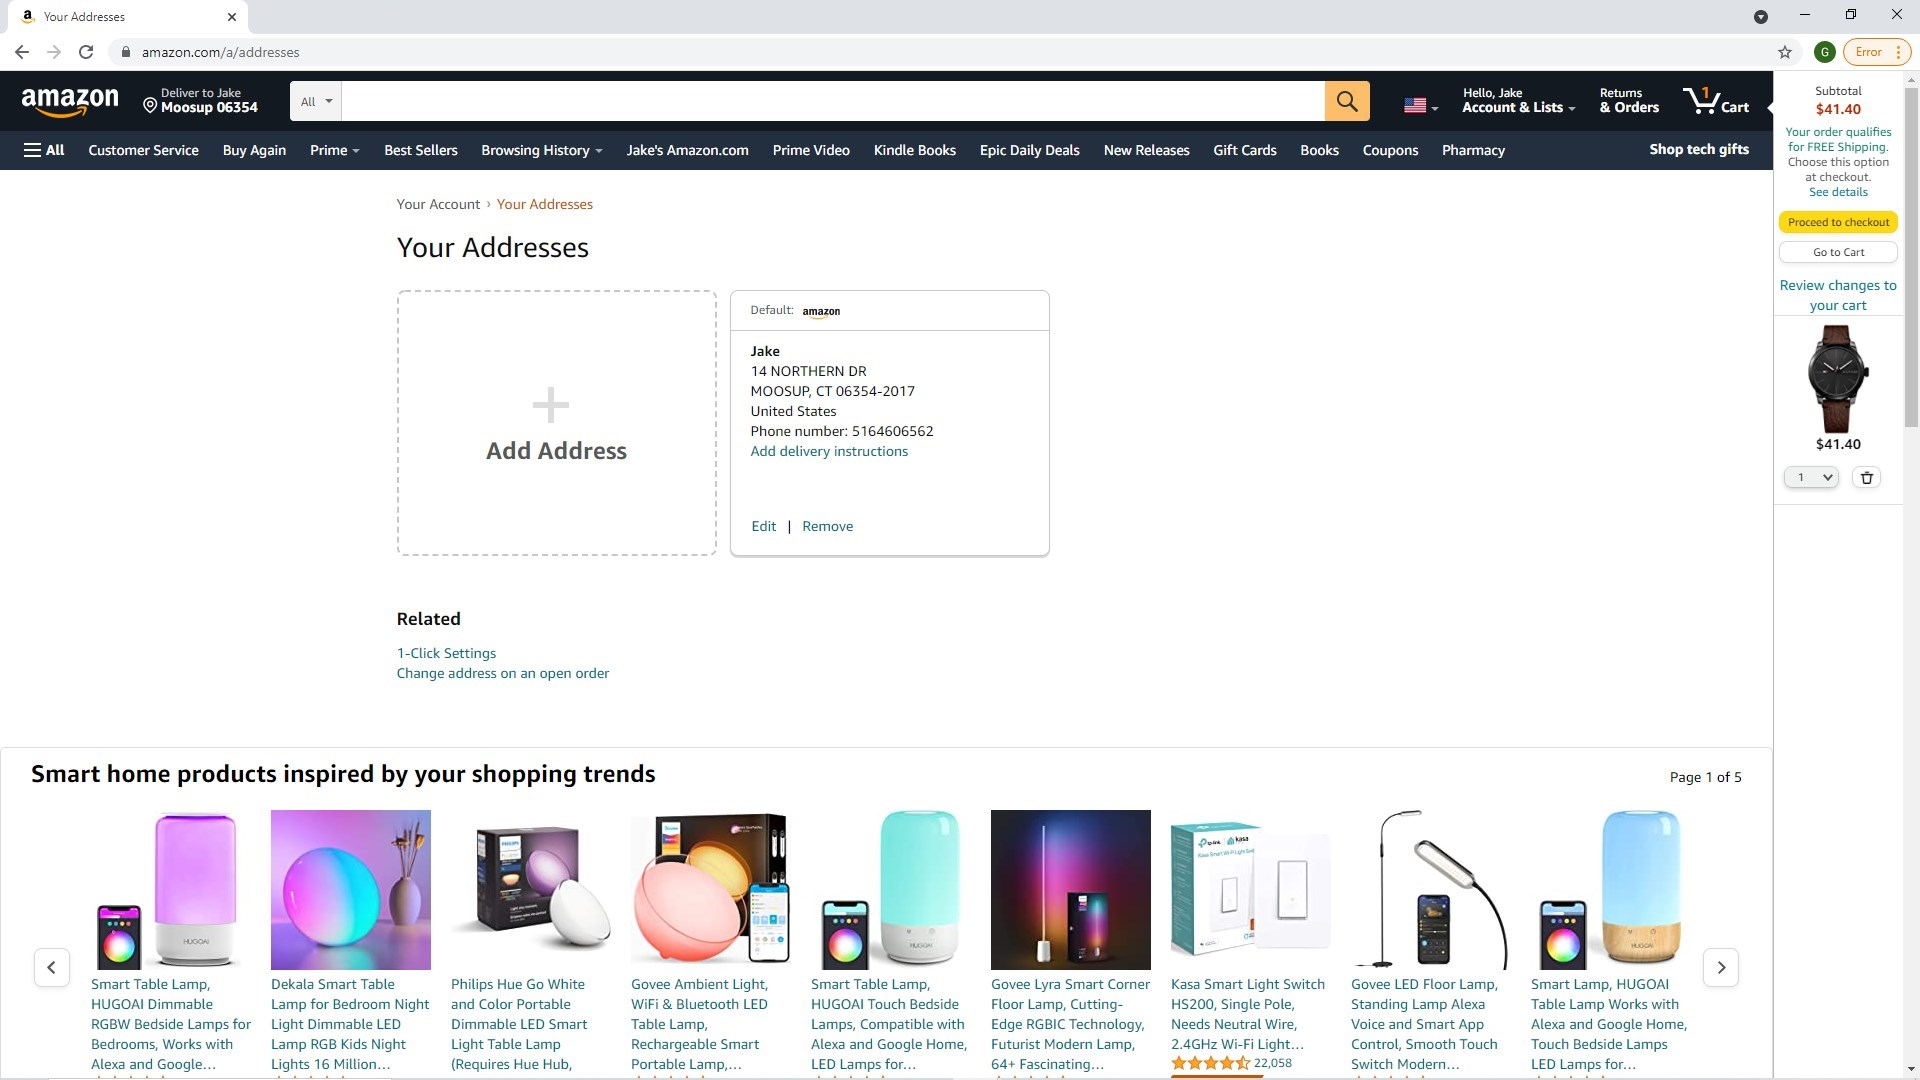 Your Addresses
amazon.com/a/addresses
G
Error
amazon
Deliver to Jake
Moosup 06354
All
Hello, Jake
Account & Lists
Returns
& Orders
1
Cart
All
Customer Service
Buy Again
Prime
Best Sellers
Browsing History
Jake's Amazon.com
Prime Video
Kindle Books
Epic Daily Deals
New Releases
Gift Cards
Books
Coupons
Pharmacy
Shop tech gifts
Subtotal
$41.40
Your order qualifies
for FREE Shipping.
Choose this option
at checkout.
See details
Proceed to checkout
Go to Cart
Review changes to
your cart
$41.40
1
Your Account › Your Addresses
Your Addresses
Add Address
Default: amazon
Jake
14 NORTHERN DR
MOOSUP, CT 06354-2017
United States
Phone number: 5164606562
Add delivery instructions
Edit | Remove
Related
1-Click Settings
Change address on an open order
Smart home products inspired by your shopping trends
Page 1 of 5
HUGOAI
PHILIPS
HUGOAI
tp-link
kasa
HUGOAI
Smart Table Lamp,
HUGOAI Dimmable
RGBW Bedside Lamps for
Bedrooms, Works with
Alexa and Google...
Dekala Smart Table
Lamp for Bedroom Night
Light Dimmable LED
Lamp RGB Kids Night
Lights 16 Million...
Philips Hue Go White
and Color Portable
Dimmable LED Smart
Light Table Lamp
(Requires Hue Hub,
Govee Ambient Light,
WiFi & Bluetooth LED
Table Lamp,
Rechargeable Smart
Portable Lamp,...
Smart Table Lamp,
HUGOAI Touch Bedside
Lamps, Compatible with
Alexa and Google Home,
LED Lamps for...
Govee Lyra Smart Corner
Floor Lamp, Cutting-
Edge RGBIC Technology,
Futurist Modern Lamp,
64+ Fascinating...
Kasa Smart Light Switch
HS200, Single Pole,
Needs Neutral Wire,
2.4GHz Wi-Fi Light...
22,058
Govee LED Floor Lamp,
Standing Lamp Alexa
Voice and Smart App
Control, Smooth Touch
Switch Modern...
Smart Lamp, HUGOAI
Table Lamp Works with
Alexa and Google Home,
Touch Bedside Lamps
LED Lamps for...